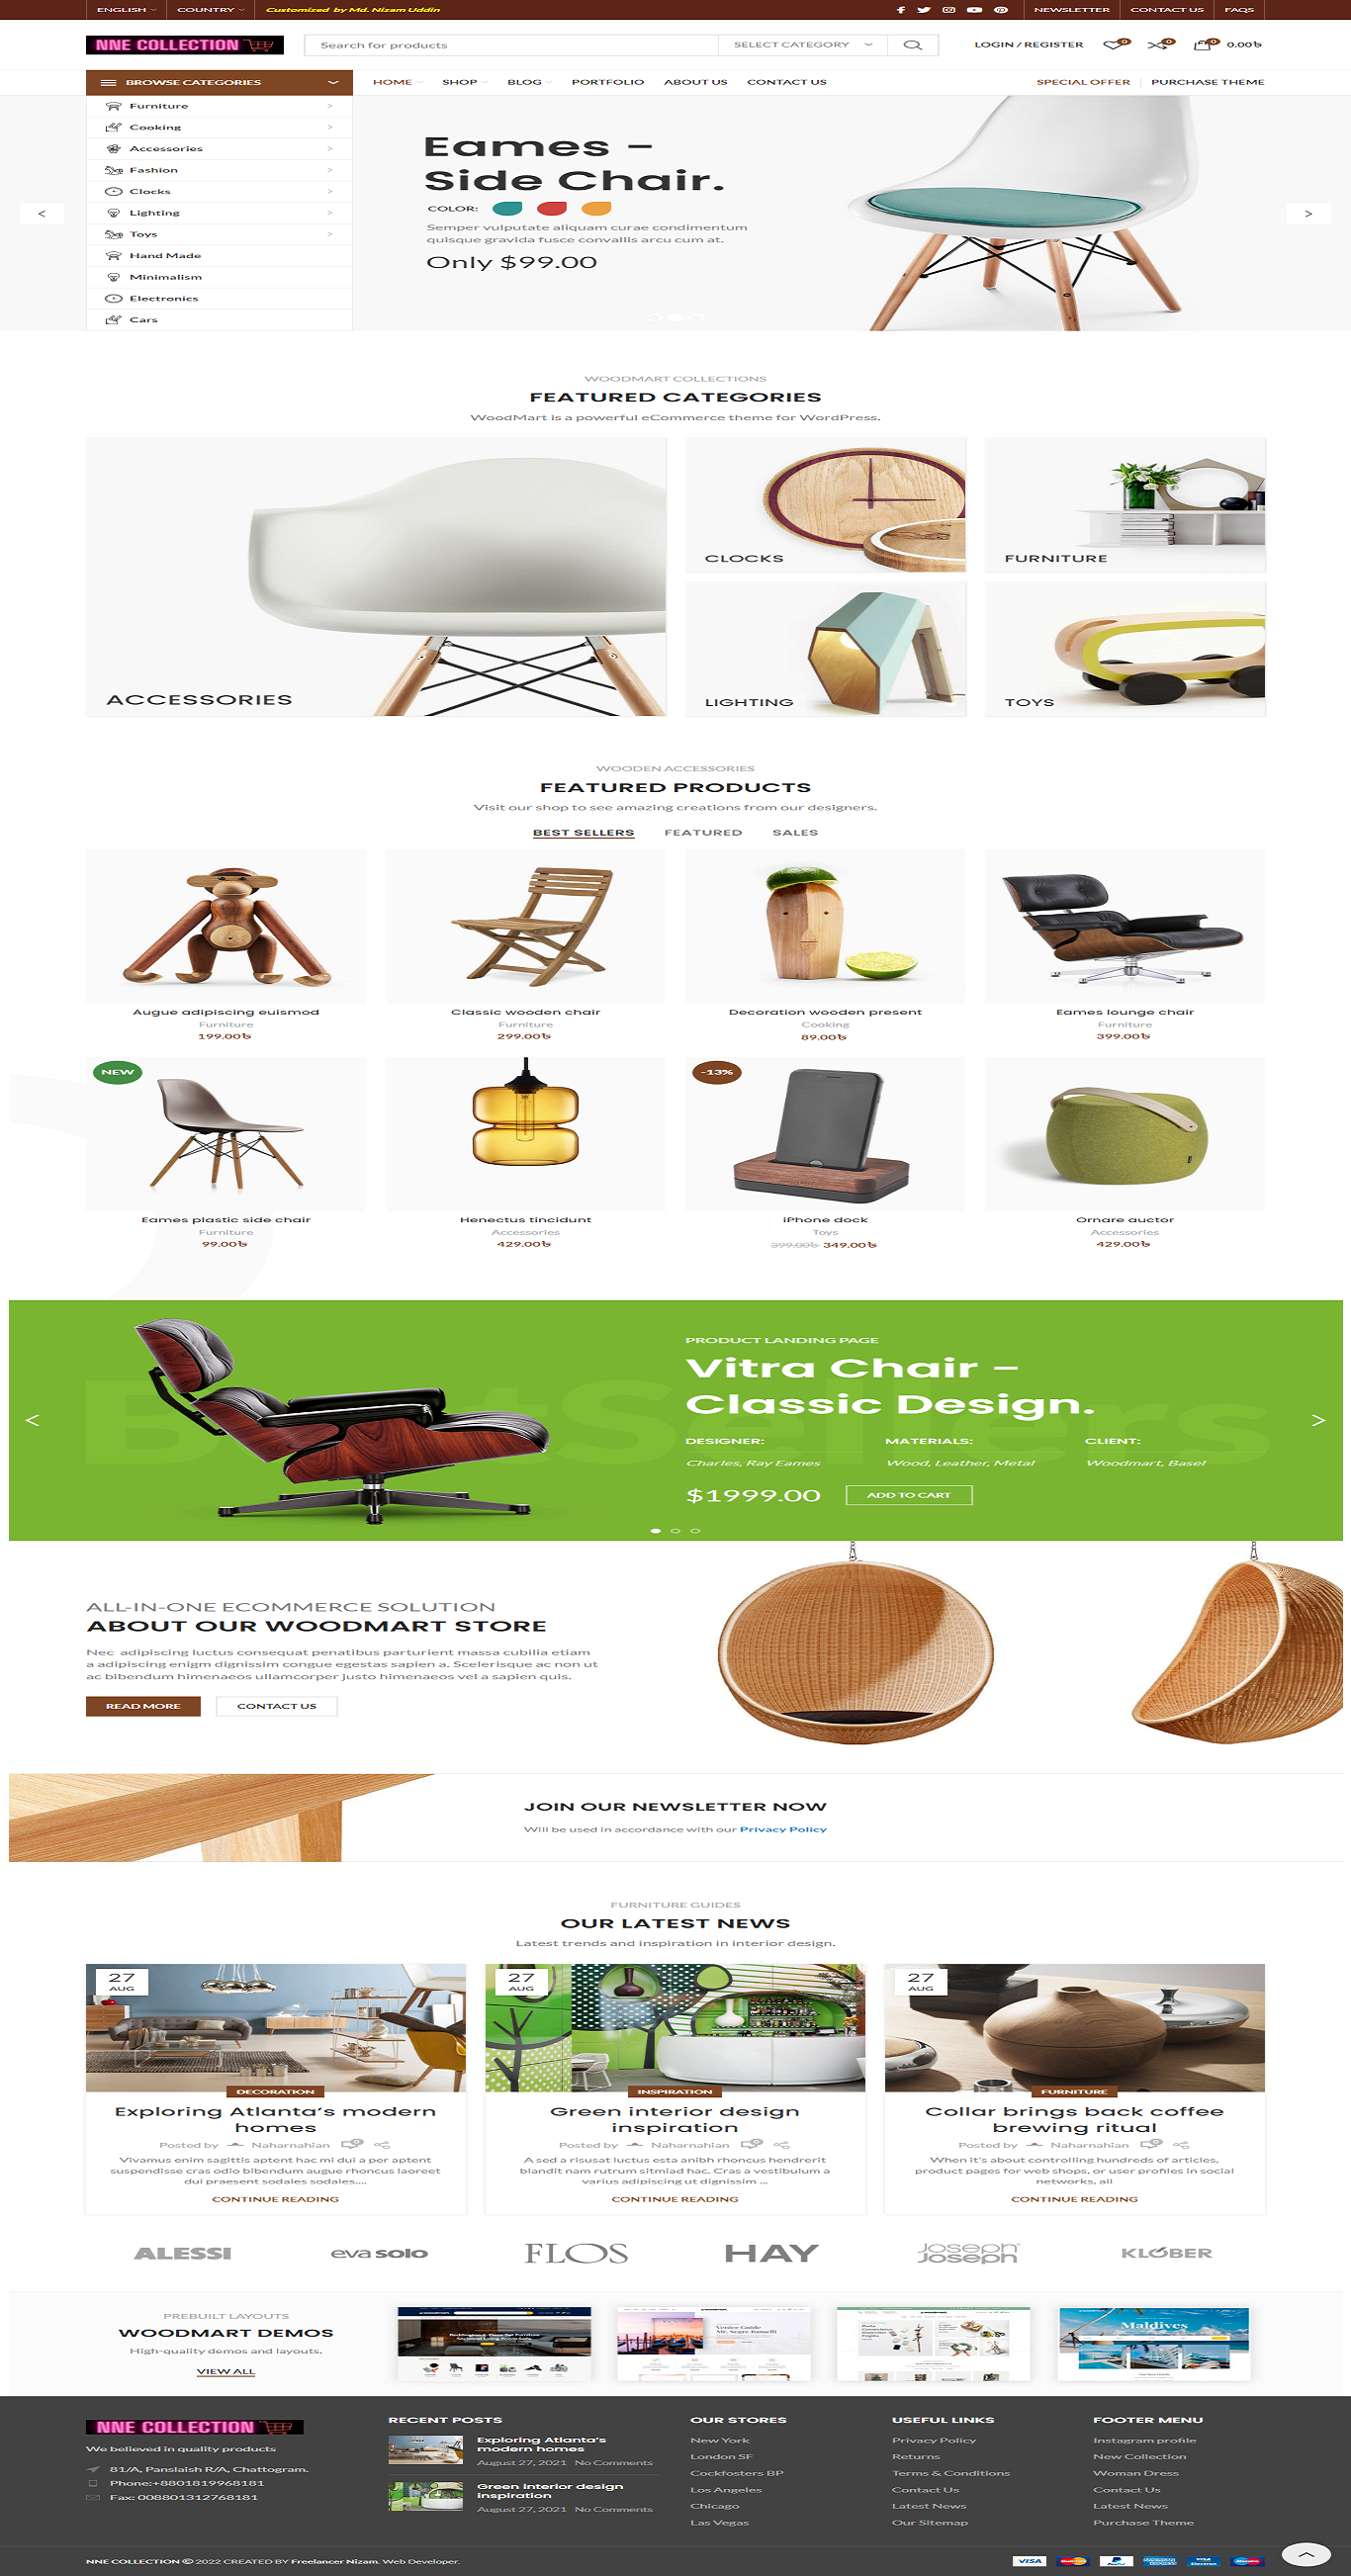 ENGLISH
COUNTRY
Customized by Md. Nizam Uddin
NEWSLETTER
CONTACT US
FAQS
NNE COLLECTION
Search for products
SELECT CATEGORY
LOGIN / REGISTER
0
0
0
0.00৳
BROWSE CATEGORIES
HOME
SHOP
BLOG
PORTFOLIO
ABOUT US
CONTACT US
SPECIAL OFFER
PURCHASE THEME
Furniture
Cooking
Accessories
Fashion
Clocks
Lighting
Toys
Hand Made
Minimalism
Electronics
Cars
Eames –
Side Chair.
COLOR:
Semper vulputate aliquam curae condimentum
quisque gravida fusce convallis arcu cum at.
Only $99.00
WOODMART COLLECTIONS
FEATURED CATEGORIES
WoodMart is a powerful eCommerce theme for WordPress.
ACCESSORIES
CLOCKS
FURNITURE
LIGHTING
TOYS
WOODEN ACCESSORIES
FEATURED PRODUCTS
Visit our shop to see amazing creations from our designers.
BEST SELLERS
FEATURED
SALES
Augue adipiscing euismod
Furniture
199.00৳
Classic wooden chair
Furniture
299.00৳
Decoration wooden present
Cooking
89.00৳
Eames lounge chair
Furniture
399.00৳
NEW
Eames plastic side chair
Furniture
99.00৳
Henectus tincidunt
Accessories
429.00৳
-13%
iPhone dock
Toys
399.00৳ 349.00৳
Ornare auctor
Accessories
429.00৳
PRODUCT LANDING PAGE
Vitra Chair –
Classic Design.
DESIGNER:
Charles, Ray Eames
MATERIALS:
Wood, Leather, Metal
CLIENT:
Woodmart, Basel
$1999.00
ADD TO CART
ALL-IN-ONE ECOMMERCE SOLUTION
ABOUT OUR WOODMART STORE
Nec adipiscing luctus consequat penatibus parturient massa cubilia etiam
a adipiscing enigm dignissim congue egestas sapien a. Scelerisque ac non ut
ac bibendum himenaeos ullamcorper justo himenaeos vel a sapien quis.
READ MORE
CONTACT US
JOIN OUR NEWSLETTER NOW
Will be used in accordance with our Privacy Policy
FURNITURE GUIDES
OUR LATEST NEWS
Latest trends and inspiration in interior design.
27
AUG
DECORATION
Exploring Atlanta's modern
homes
Posted by Naharnahian 0
Vivamus enim sagittis aptent hac mi dui a per aptent
suspendisse cras odio bibendum augue rhoncus laoreet
dui praesent sodales sodales....
CONTINUE READING
27
AUG
INSPIRATION
Green interior design
inspiration
Posted by Naharnahian 0
A sed a risusat luctus esta anibh rhoncus hendrerit
blandit nam rutrum sitmiad hac. Cras a vestibulum a
varius adipiscing ut dignissim ...
CONTINUE READING
27
AUG
FURNITURE
Collar brings back coffee
brewing ritual
Posted by Naharnahian 0
When it's about controlling hundreds of articles,
product pages for web shops, or user profiles in social
networks, all
CONTINUE READING
ALESSI
eva solo
FLOS
HAY
Joseph
Joseph
KLÖBER
PREBUILT LAYOUTS
WOODMART DEMOS
High-quality demos and layouts.
VIEW ALL
Maldives
NNE COLLECTION
We believed in quality products
81/A, Panslaish R/A, Chattogram.
Phone:+8801819968181
Fax: 008801312768181
RECENT POSTS
Exploring Atlanta's
modern homes
August 27, 2021 No Comments
Green interior design
inspiration
August 27, 2021 No Comments
OUR STORES
New York
London SF
Cockfosters BP
Los Angeles
Chicago
Las Vegas
USEFUL LINKS
Privacy Policy
Returns
Terms & Conditions
Contact Us
Latest News
Our Sitemap
FOOTER MENU
Instagram profile
New Collection
Woman Dress
Contact Us
Latest News
Purchase Theme
NNE COLLECTION © 2022 CREATED BY Freelancer Nizam. Web Developer.
VISA
PayPal
VISA
Electron